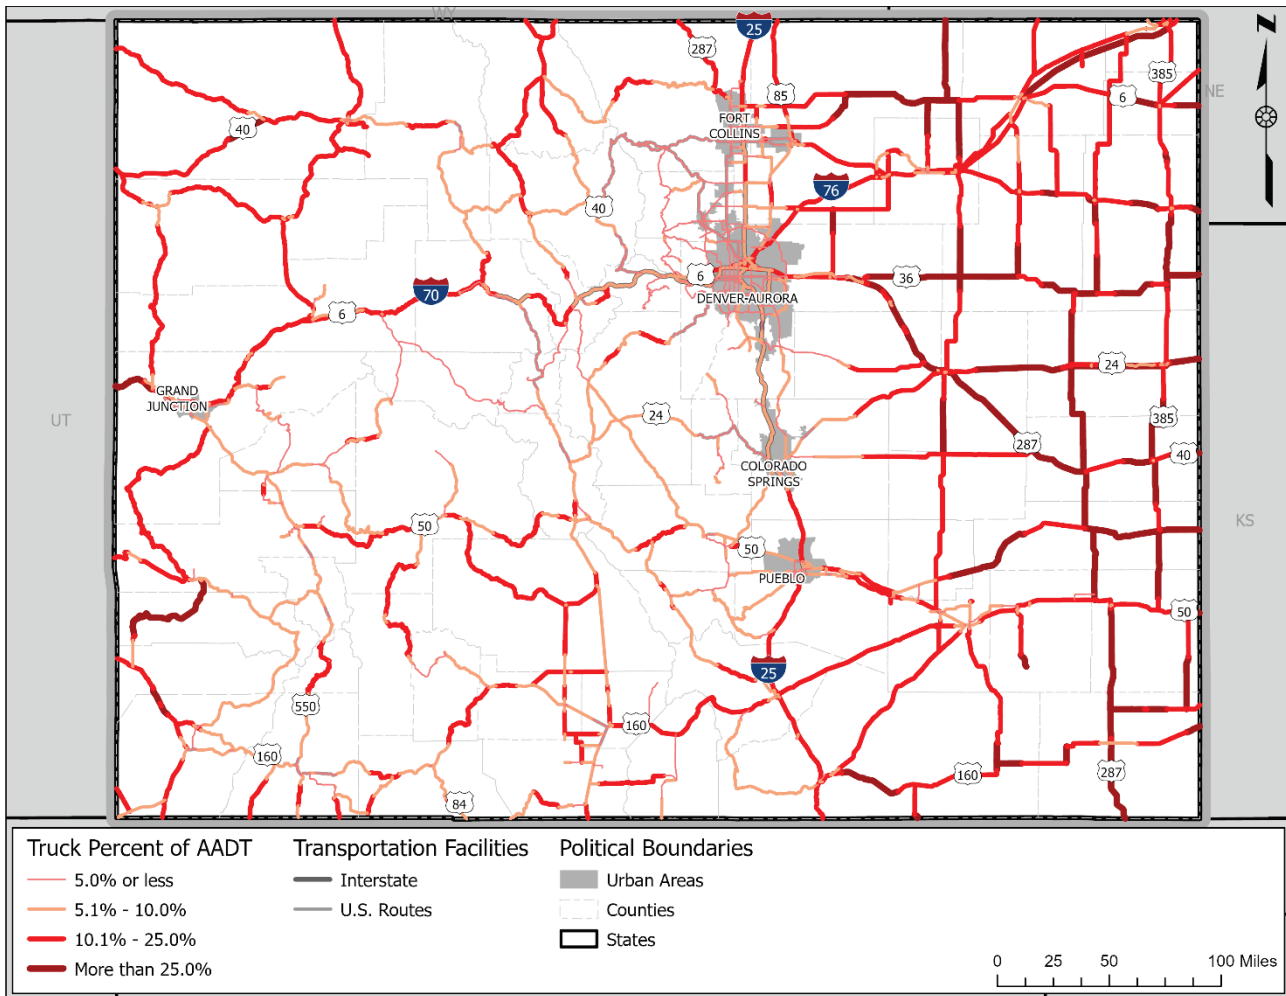 WY
25
287
385
85
6
NE
FORT
COLLINS
40
76
40
6
36
70
DENVER-AURORA
6
24
GRAND
JUNCTION
UT
24
385
287
40
COLORADO
SPRINGS
50
KS
50
PUEBLO
50
25
550
160
160
287
160
84
N
Truck Percent of AADT
5.0% or less
5.1% - 10.0%
10.1% - 25.0%
More than 25.0%
Transportation Facilities
Interstate
U.S. Routes
Political Boundaries
Urban Areas
Counties
States
0 25 50 100 Miles